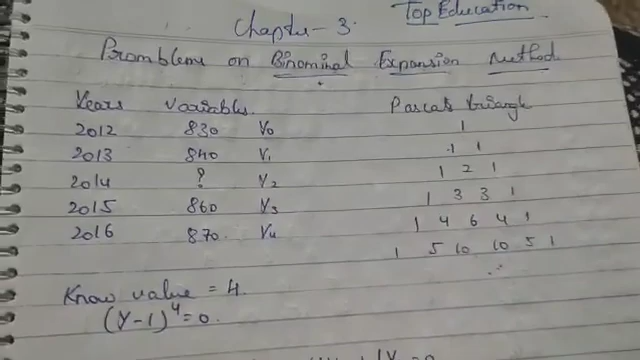 Chapter - 3.
Top Education
Prombleme on Binominal Expansion Method
Years variables. Pascals triangle
2012 830 Y0 1
2013 840 Y1 1 1
2014 ? Y2 1 2 1
2015 860 Y3 1 3 3 1
2016 870. Y4 1 4 6 4 1
1 5 10 10 5 1
Know value = 4.
(Y-1)⁴=0.